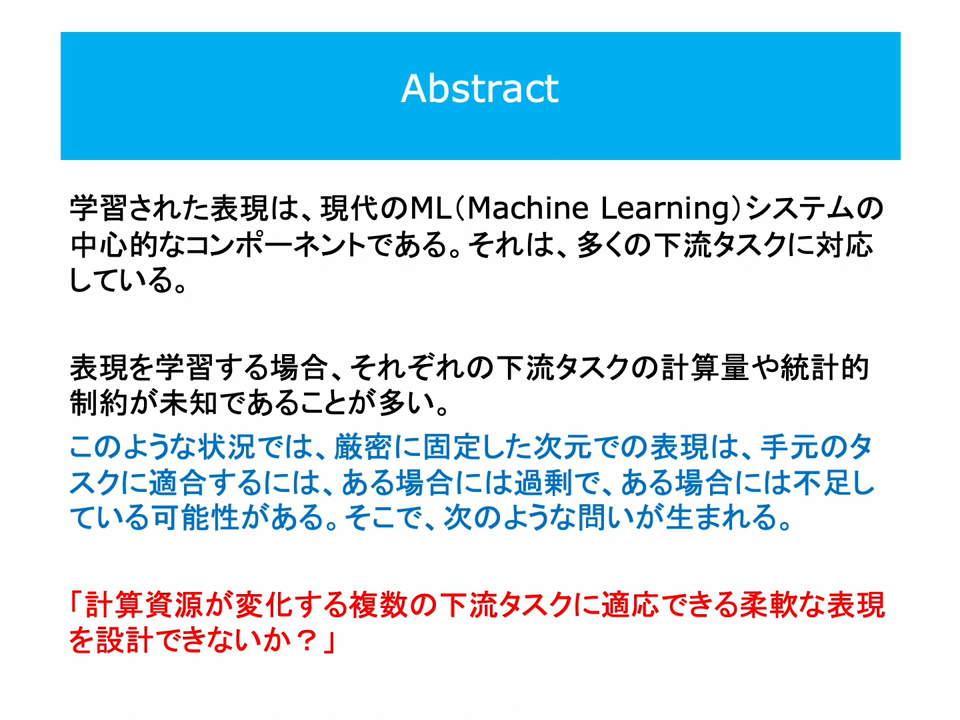 Abstract
学習された表現は、現代のML（Machine Learning）システムの
中心的なコンポーネントである。それは、多くの下流タスクに対応
している。
表現を学習する場合、それぞれの下流タスクの計算量や統計的
制約が未知であることが多い。
このような状況では、厳密に固定した次元での表現は、手元のタ
スクに適合するには、ある場合には過剰で、ある場合には不足し
ている可能性がある。そこで、次のような問いが生まれる。
「計算資源が変化する複数の下流タスクに適応できる柔軟な表現
を設計できないか？」